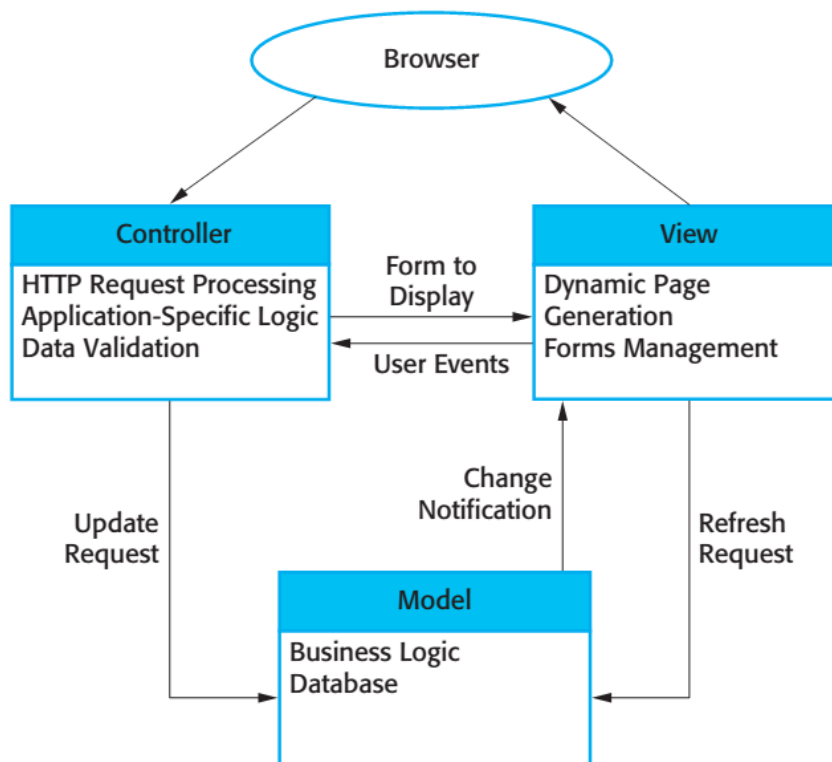 Browser
Controller
HTTP Request Processing
Application-Specific Logic
Data Validation
Form to
Display
User Events
View
Dynamic Page
Generation
Forms Management
Update
Request
Change
Notification
Refresh
Request
Model
Business Logic
Database